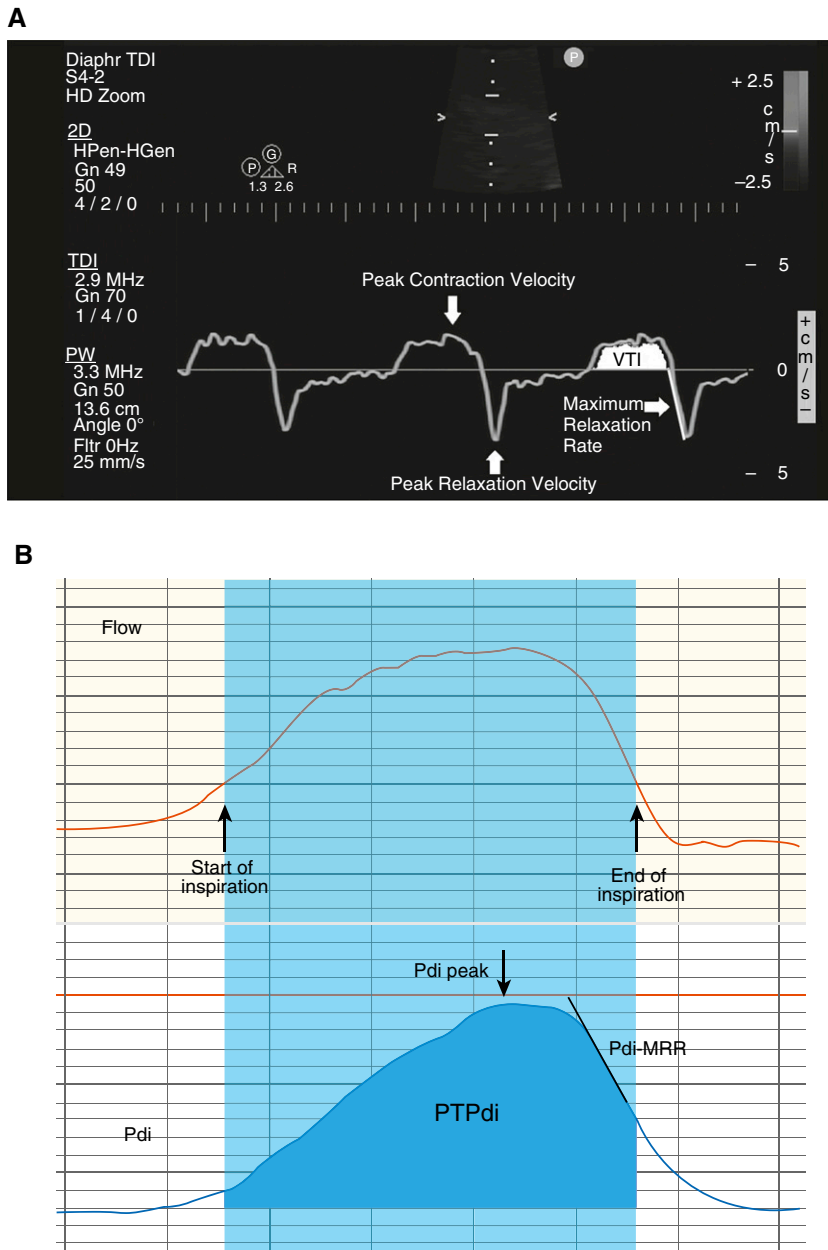 A
Diaphr TDI
S4-2
HD Zoom
2D
HPen-HGen
Gn 49
50
4 / 2 / 0
P
G
P R
1.3 2.6
+ 2.5
c
m
/
s
–2.5
TDI
2.9 MHz
Gn 70
1 / 4 / 0
PW
3.3 MHz
Gn 50
13.6 cm
Angle 0°
Fltr 0Hz
25 mm/s
Peak Contraction Velocity
VTI
Maximum
Relaxation
Rate
Peak Relaxation Velocity
– 5
0
– 5
+
c
m
/
s
–
B
Flow
Start of
inspiration
End of
inspiration
Pdi peak
Pdi-MRR
PTPdi
Pdi